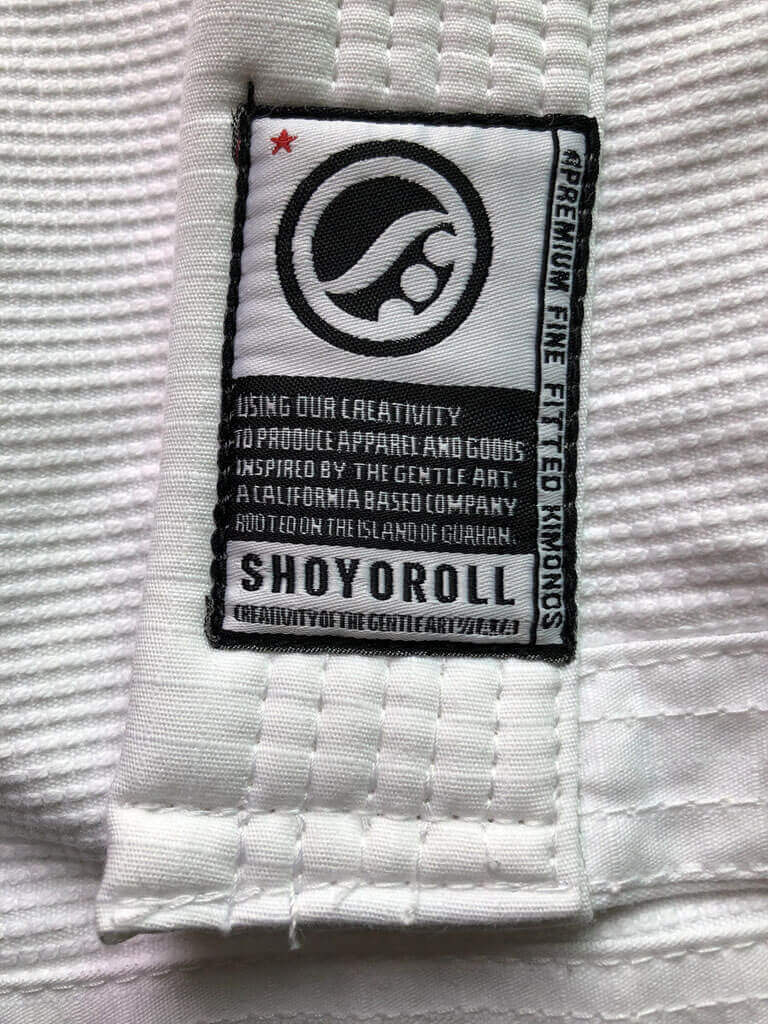 USING OUR CREATIVITY
TO PRODUCE APPAREL AND GOODS
INSPIRED BY THE GENTLE ART.
A CALIFORNIA BASED COMPANY
ROOTED ON THE ISLAND OF GUAHAN.
SHOYOROLL
CREATIVITY OF THE GENTLE ART
PREMIUM FINE FITTED KIMONOS